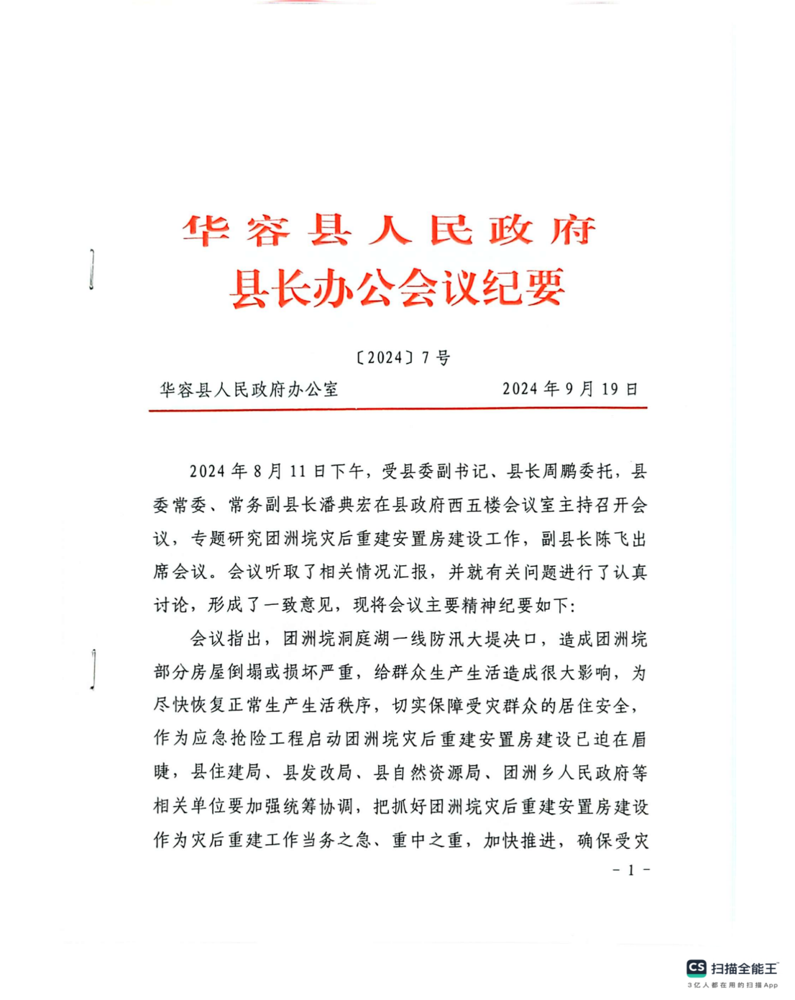 华容县人民政府
县长办公会议纪要
〔2024〕7 号
华容县人民政府办公室 2024 年 9 月 19 日
2024 年 8 月 11 日下午，受县委副书记、县长周鹏委托，县
委常委、常务副县长潘典宏在县政府西五楼会议室主持召开会
议，专题研究团洲垸灾后重建安置房建设工作，副县长陈飞出
席会议。会议听取了相关情况汇报，并就有关问题进行了认真
讨论，形成了一致意见，现将会议主要精神纪要如下：
会议指出，团洲垸洞庭湖一线防汛大堤决口，造成团洲垸
部分房屋倒塌或损坏严重，给群众生产生活造成很大影响，为
尽快恢复正常生产生活秩序，切实保障受灾群众的居住安全，
作为应急抢险工程启动团洲垸灾后重建安置房建设已迫在眉
睫，县住建局、县发改局、县自然资源局、团洲乡人民政府等
相关单位要加强统筹协调，把抓好团洲垸灾后重建安置房建设
作为灾后重建工作当务之急、重中之重，加快推进，确保受灾
- 1 -
CS 扫描全能王
3亿人都在用的扫描App